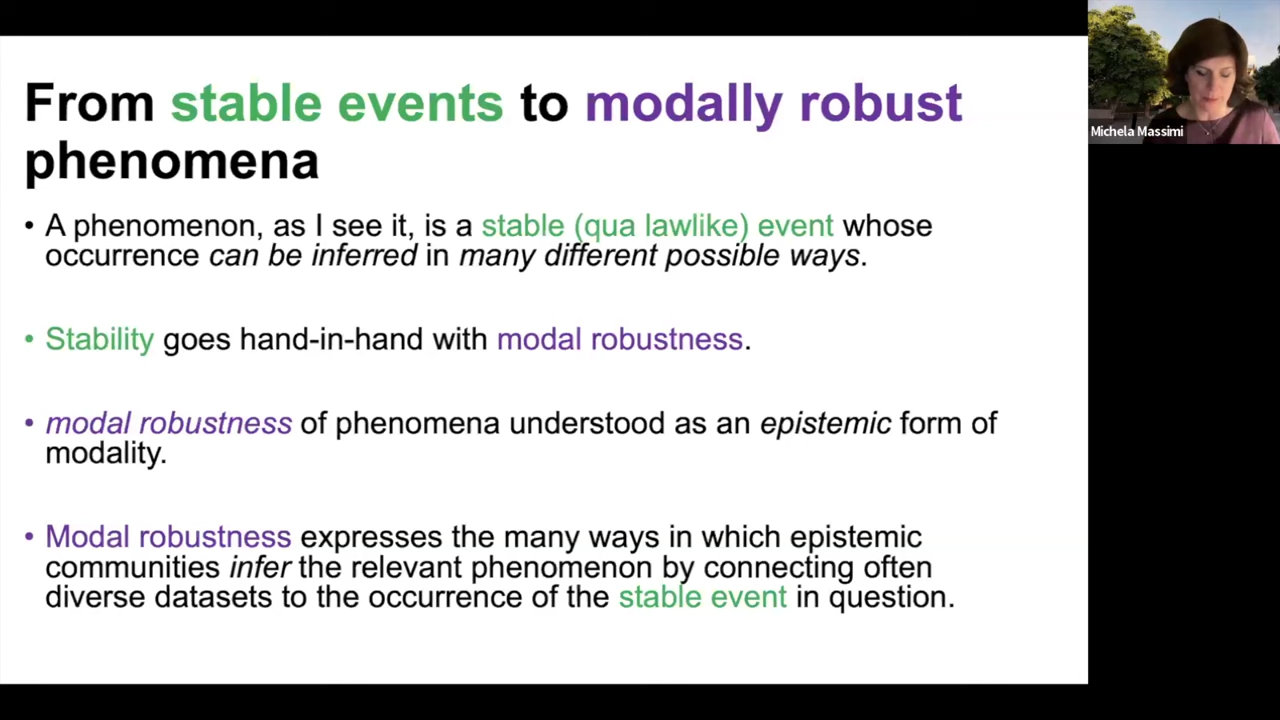 From stable events to modally robust
phenomena
• A phenomenon, as I see it, is a stable (qua lawlike) event whose
occurrence can be inferred in many different possible ways.
• Stability goes hand-in-hand with modal robustness.
• modal robustness of phenomena understood as an epistemic form of
modality.
• Modal robustness expresses the many ways in which epistemic
communities infer the relevant phenomenon by connecting often
diverse datasets to the occurrence of the stable event in question.
Michela Massimi